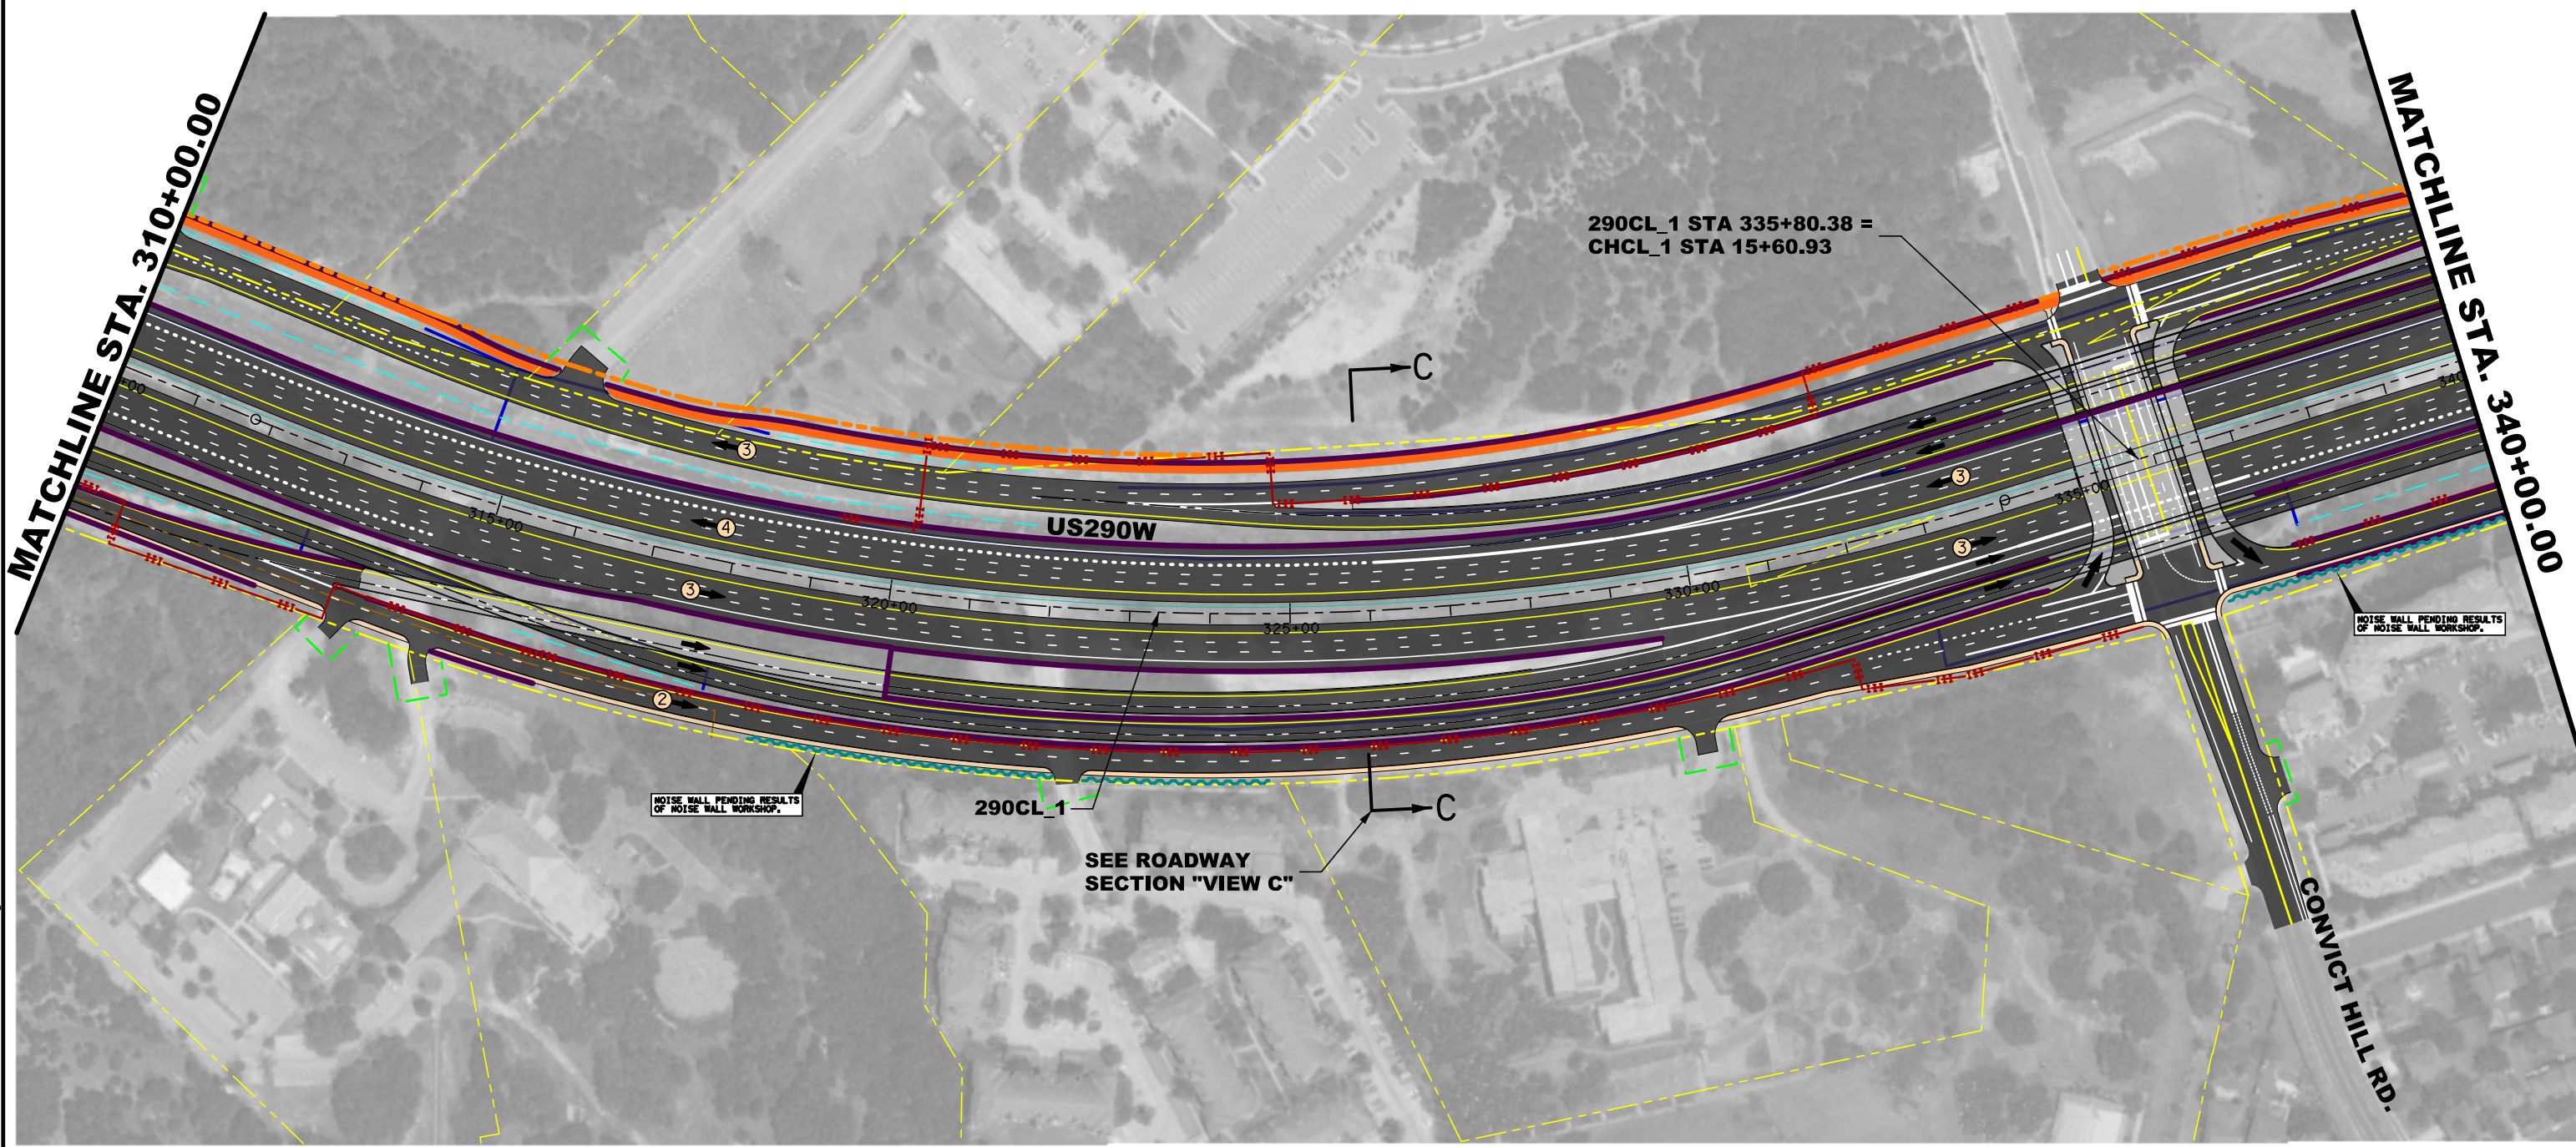 MATCHLINE STA. 310+00.00
MATCHLINE STA. 340+00.00
290CL_1 STA 335+80.38 =
CHCL_1 STA 15+60.93
C
3
3
4
US290W
335+00
340
+00
315+00
3
3
320+00
330+00
325+00
2
NOISE WALL PENDING RESULTS
OF NOISE WALL WORKSHOP.
NOISE WALL PENDING RESULTS
OF NOISE WALL WORKSHOP.
290CL_1
C
SEE ROADWAY
SECTION "VIEW C"
CONVICT HILL RD.